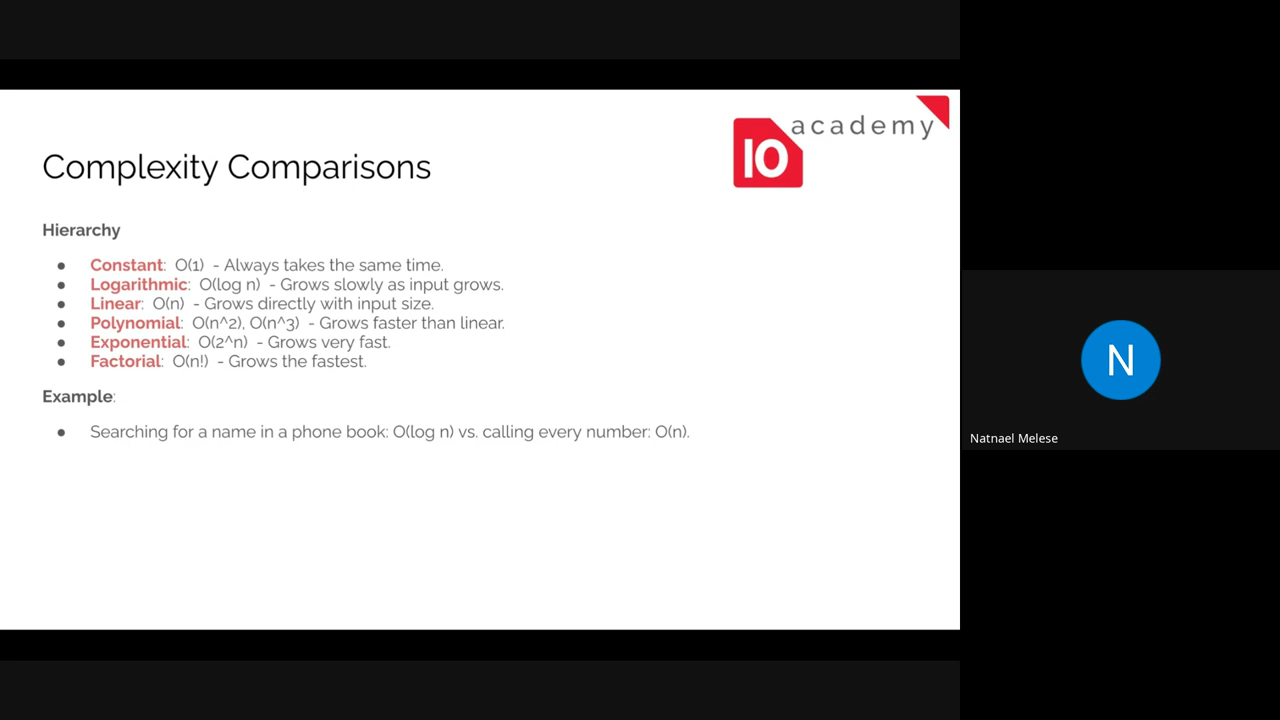 10 academy
Complexity Comparisons
Hierarchy
● Constant: O(1) - Always takes the same time.
● Logarithmic: O(log n) - Grows slowly as input grows.
● Linear: O(n) - Grows directly with input size.
● Polynomial: O(n^2), O(n^3) - Grows faster than linear.
● Exponential: O(2^n) - Grows very fast.
● Factorial: O(n!) - Grows the fastest.
Example:
● Searching for a name in a phone book: O(log n) vs. calling every number: O(n).
N
Natnael Melese